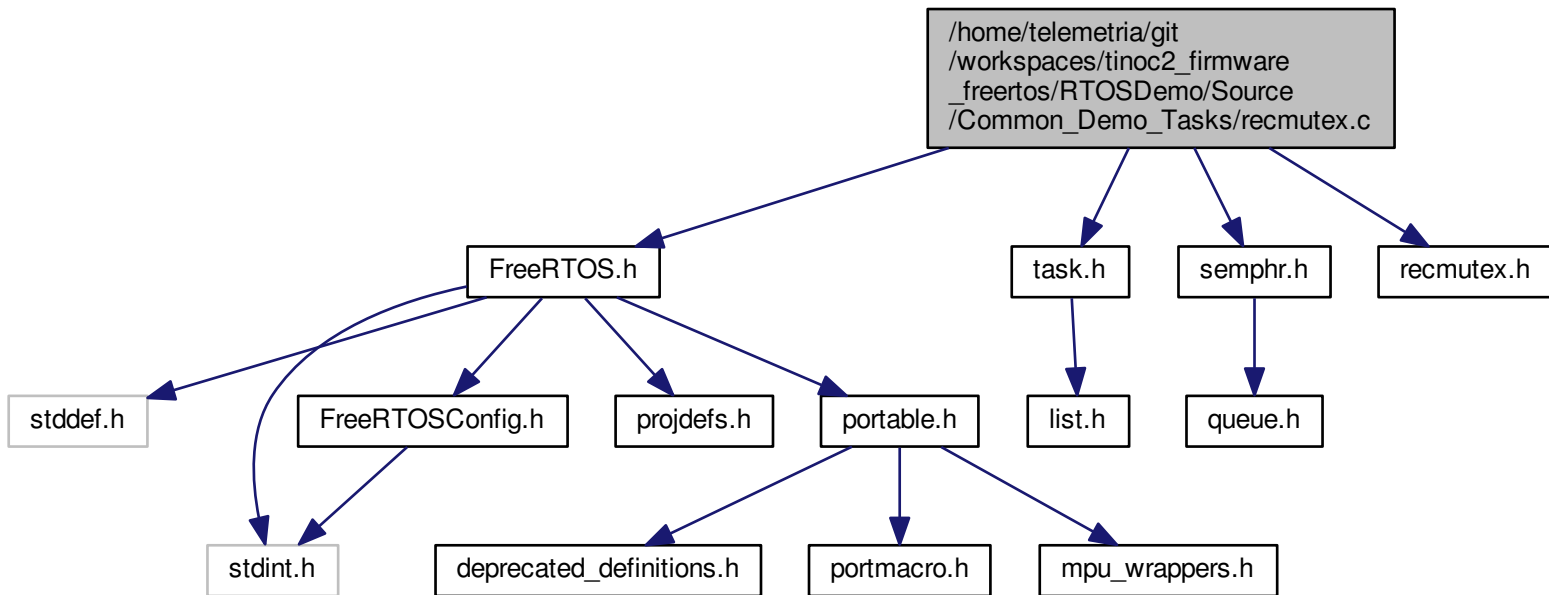 /home/telemetria/git
/workspaces/tinoc2_firmware
_freertos/RTOSDemo/Source
/Common_Demo_Tasks/recmutex.c
FreeRTOS.h
task.h
semphr.h
recmutex.h
stddef.h
FreeRTOSConfig.h
projdefs.h
portable.h
list.h
queue.h
stdint.h
deprecated_definitions.h
portmacro.h
mpu_wrappers.h